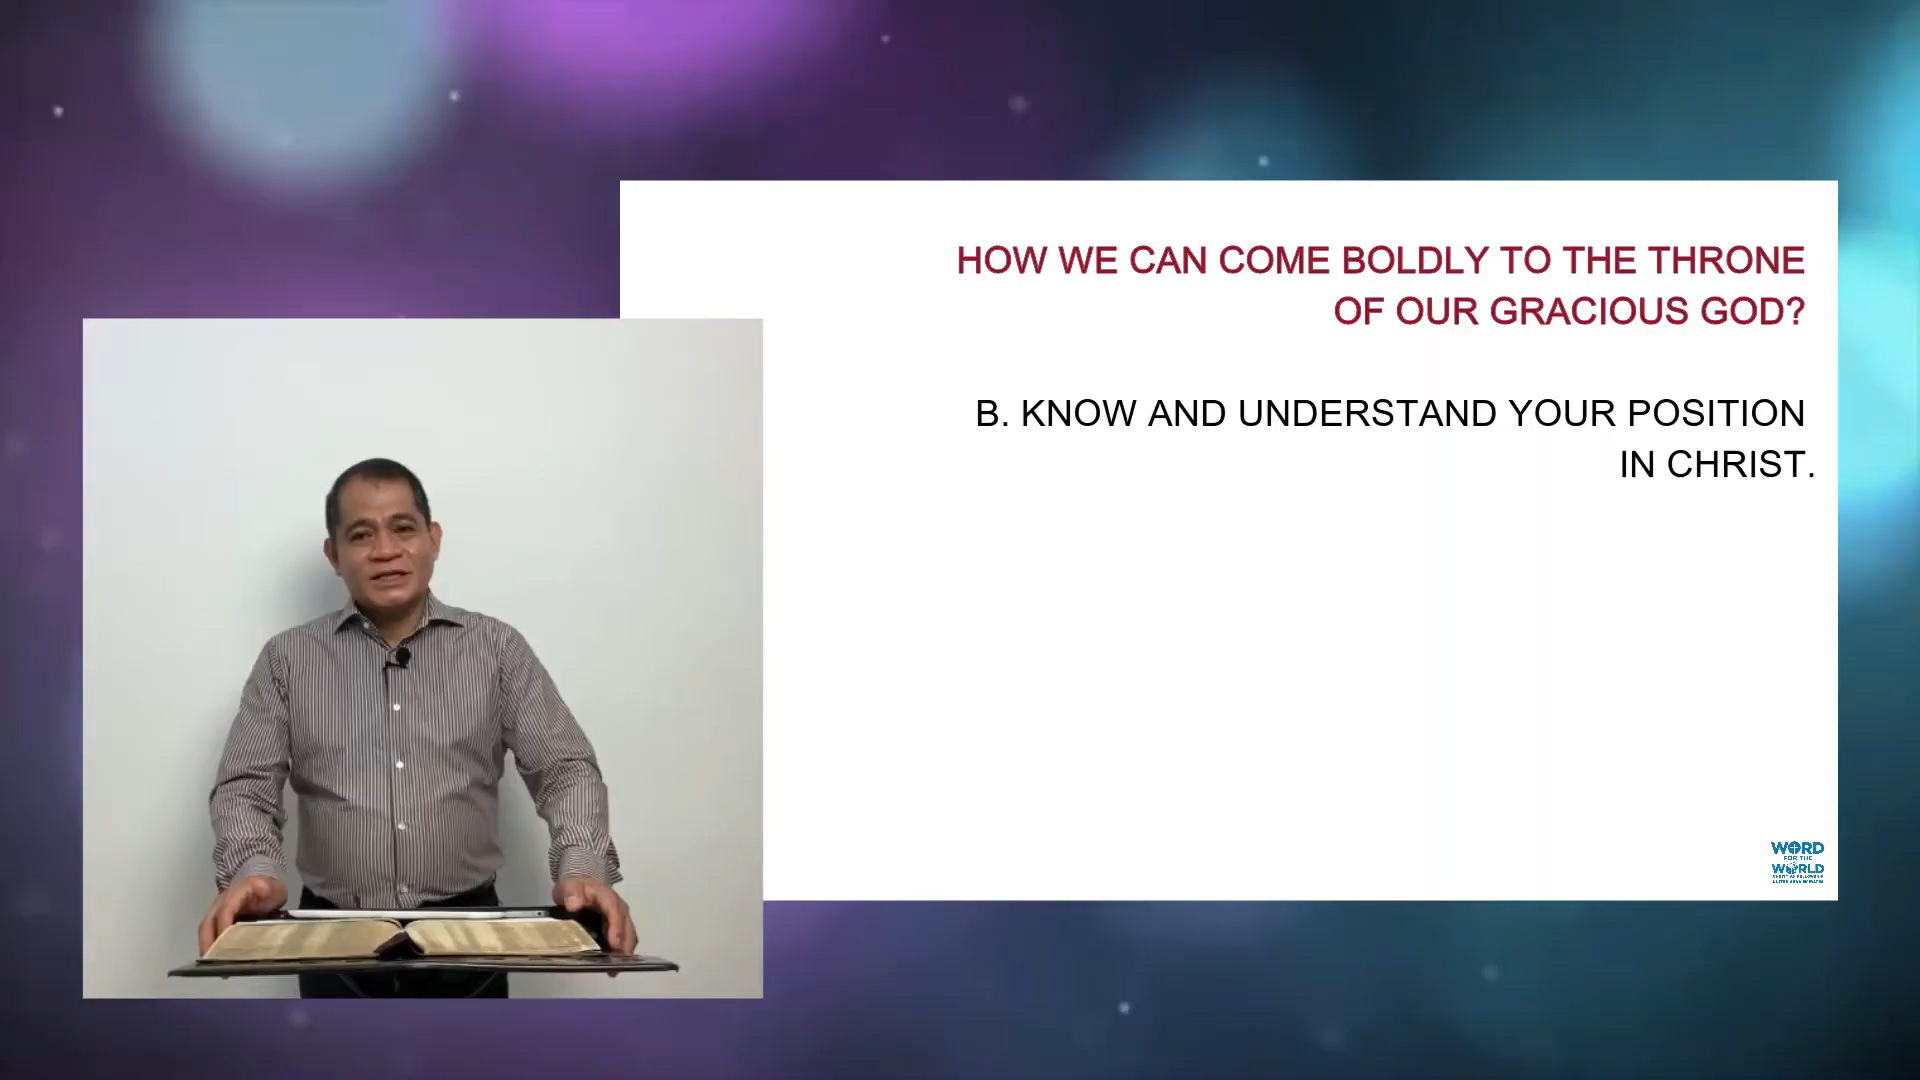 HOW WE CAN COME BOLDLY TO THE THRONE
OF OUR GRACIOUS GOD?
B. KNOW AND UNDERSTAND YOUR POSITION
IN CHRIST.
WORD
FOR THE
WORLD